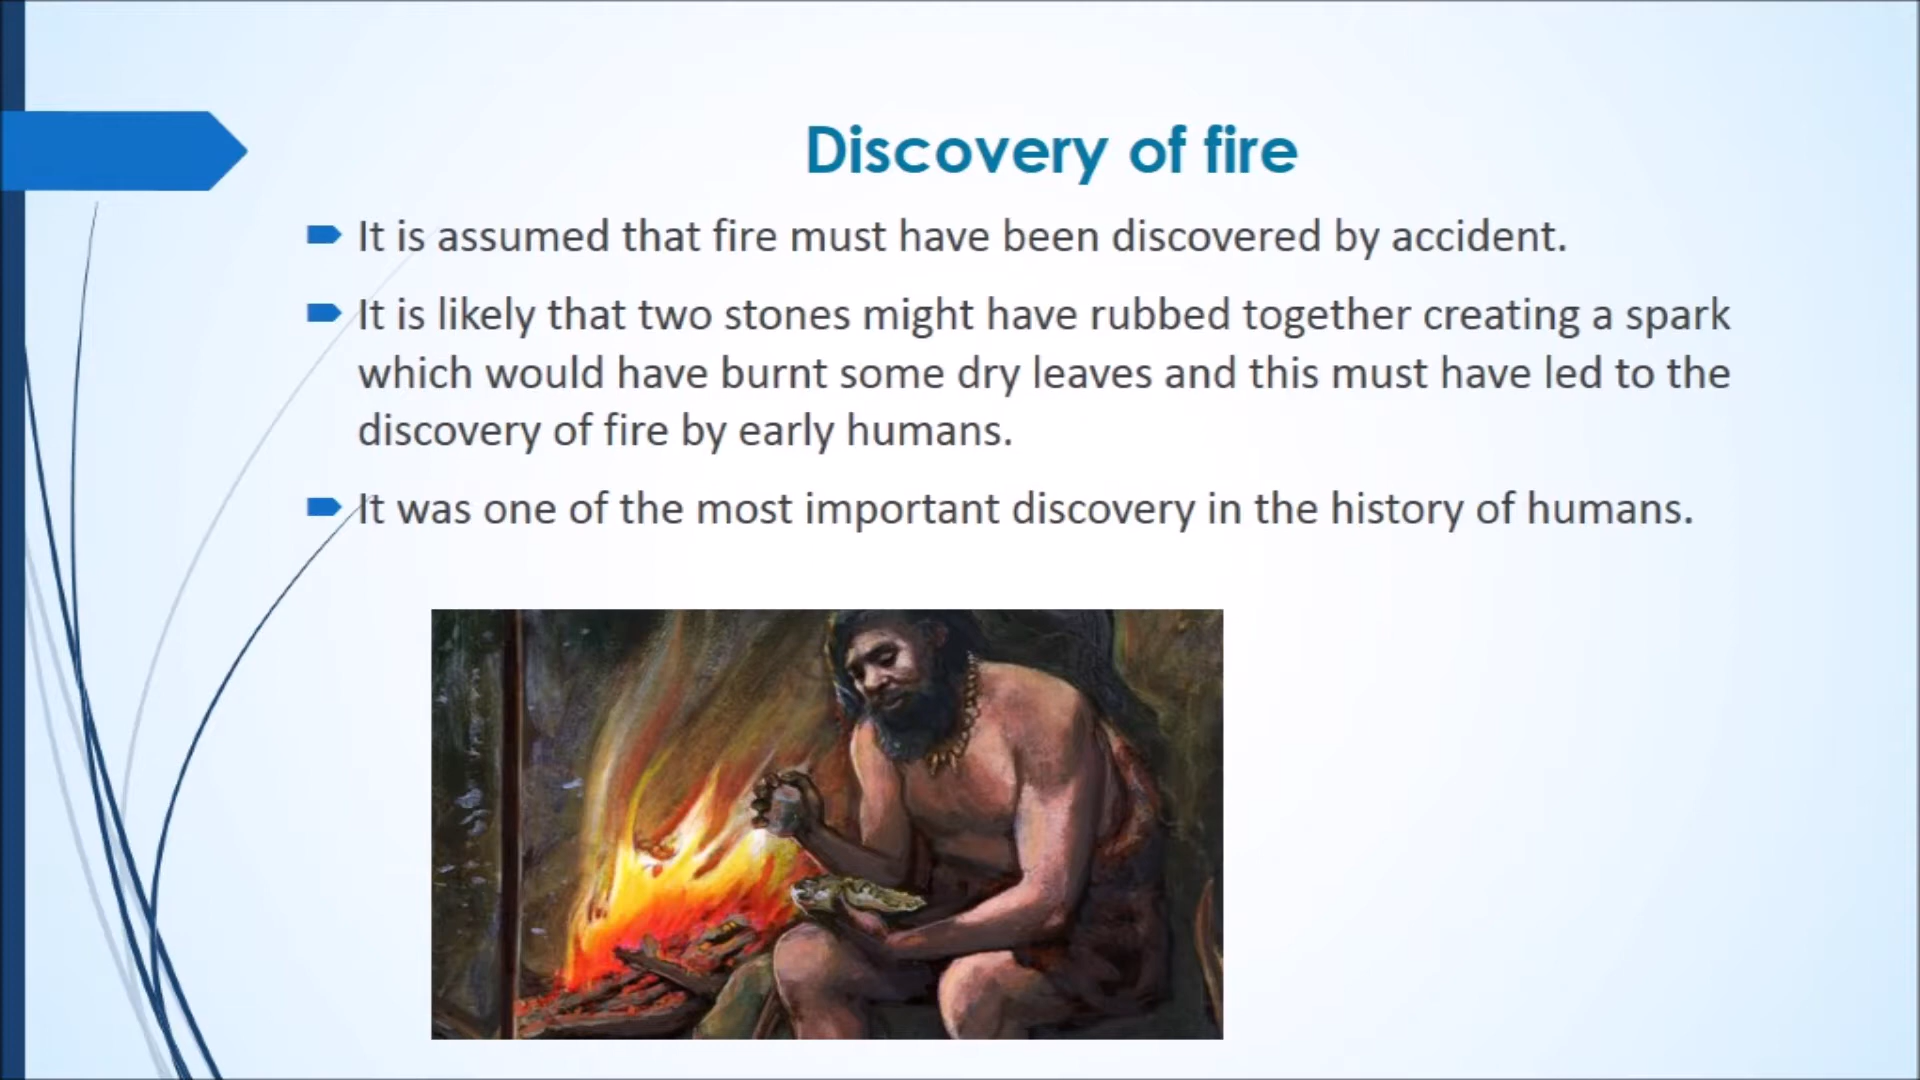 Discovery of fire
It is assumed that fire must have been discovered by accident.
It is likely that two stones might have rubbed together creating a spark
which would have burnt some dry leaves and this must have led to the
discovery of fire by early humans.
It was one of the most important discovery in the history of humans.